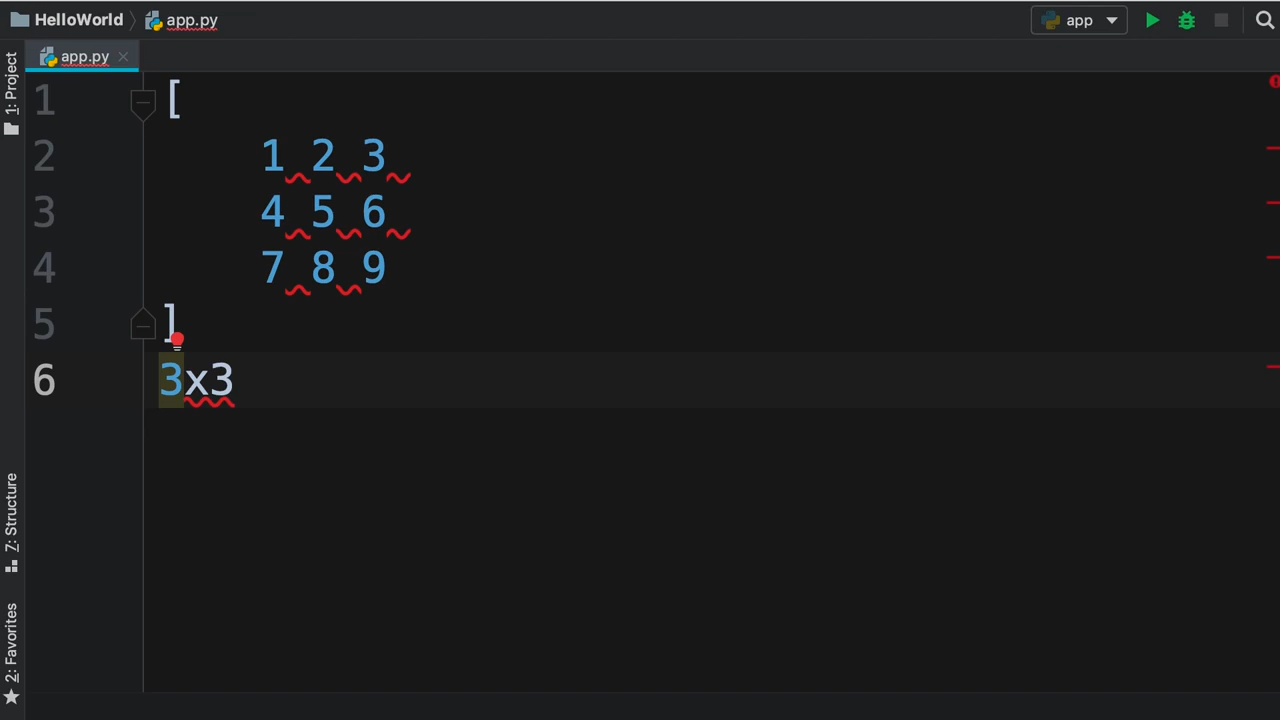 HelloWorld app.py
app
app.py
1: Project
1 [
2 1 2 3
3 4 5 6
4 7 8 9
5 ]
6 3x3
7: Structure
2: Favorites